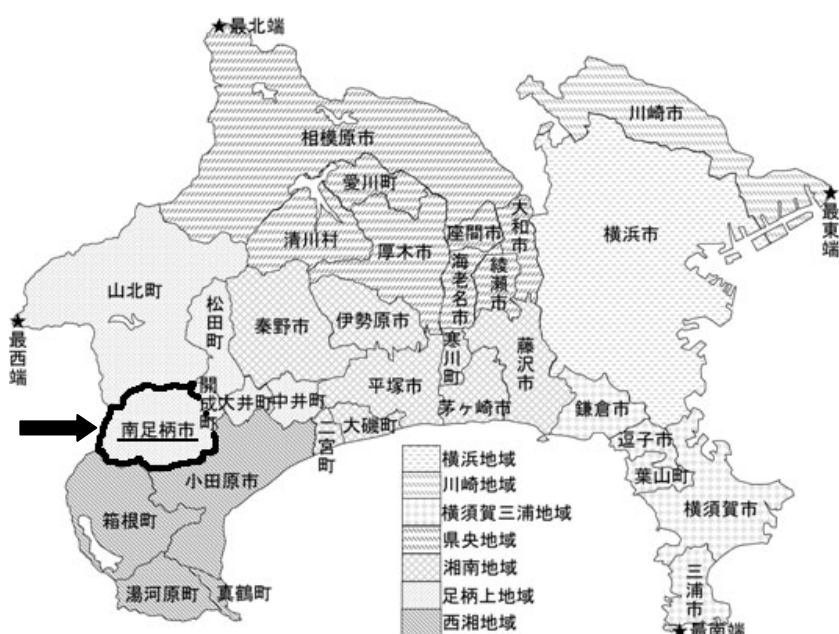 ★最北端
川崎市
相模原市
愛川町
★最東端
大和市
座間市
横浜市
清川村
厚木市
海老名市
綾瀬市
山北町
松田町
秦野市
伊勢原市
★最西端
寒川町
藤沢市
開成町
大井町
中井町
平塚市
茅ヶ崎市
鎌倉市
南足柄市
二宮町
大磯町
逗子市
葉山町
小田原市
横須賀市
箱根町
三浦市
湯河原町
真鶴町
★最南端
横浜地域
川崎地域
横須賀三浦地域
県央地域
湘南地域
足柄上地域
西湘地域